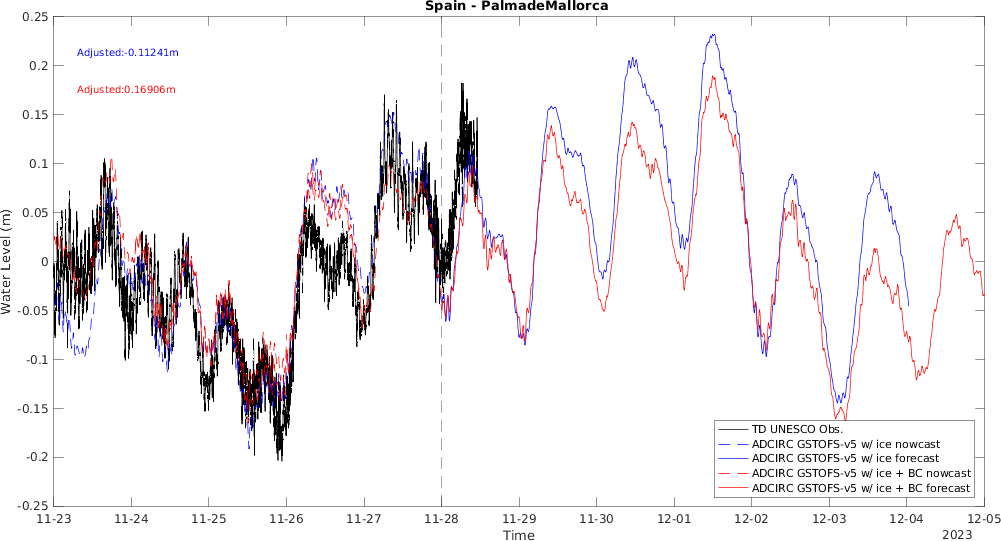 Spain - PalmadeMallorca
Adjusted:-0.11241m
Adjusted:0.16906m
Water Level (m)
0.25
0.2
0.15
0.1
0.05
0
-0.05
-0.1
-0.15
-0.2
-0.25
TD UNESCO Obs.
ADCIRC GSTOFS-v5 w/ ice nowcast
ADCIRC GSTOFS-v5 w/ ice forecast
ADCIRC GSTOFS-v5 w/ ice + BC nowcast
ADCIRC GSTOFS-v5 w/ ice + BC forecast
11-23 11-24 11-25 11-26 11-27 11-28 11-29 11-30 12-01 12-02 12-03 12-04 12-05
Time
2023